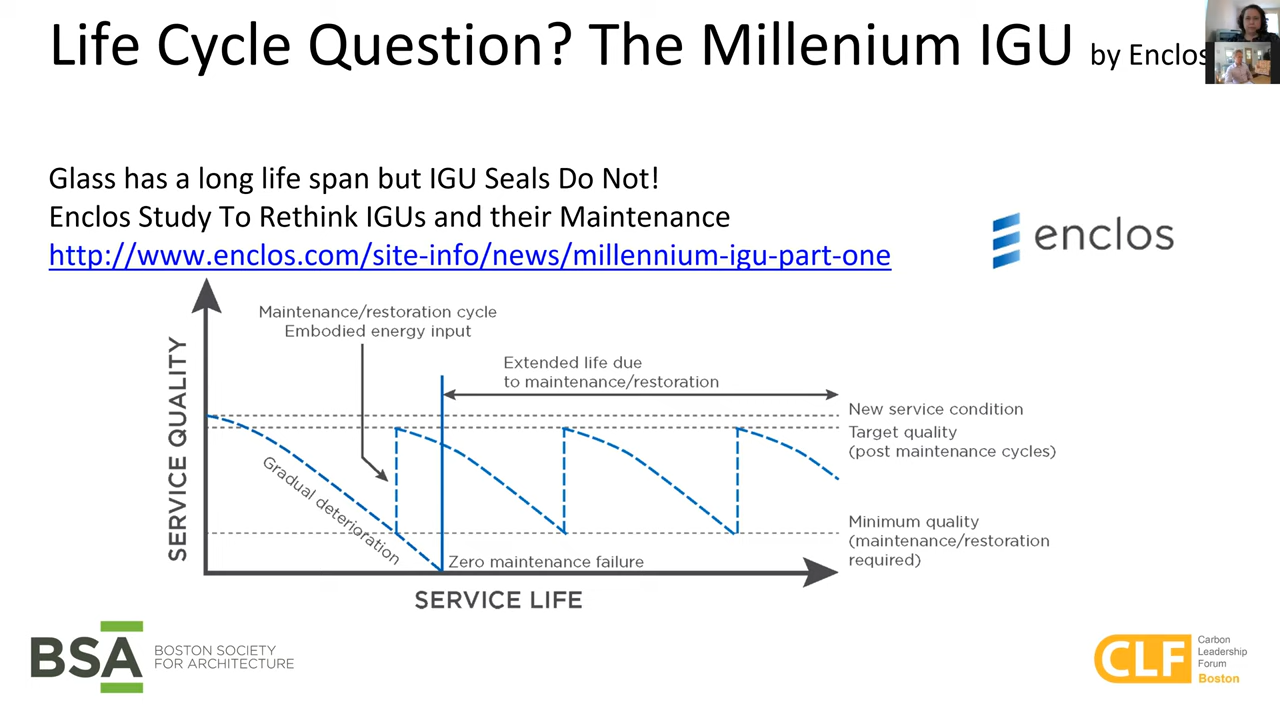 Life Cycle Question? The Millenium IGU by Enclos
Glass has a long life span but IGU Seals Do Not!
Enclos Study To Rethink IGUs and their Maintenance
http://www.enclos.com/site-info/news/millennium-igu-part-one
enclos
Maintenance/restoration cycle
Embodied energy input
Extended life due
to maintenance/restoration
New service condition
Target quality
(post maintenance cycles)
SERVICE QUALITY
Gradual deterioration
Minimum quality
(maintenance/restoration
required)
Zero maintenance failure
SERVICE LIFE
BSA
BOSTON SOCIETY
FOR ARCHITECTURE
CLF
Carbon
Leadership
Forum
Boston